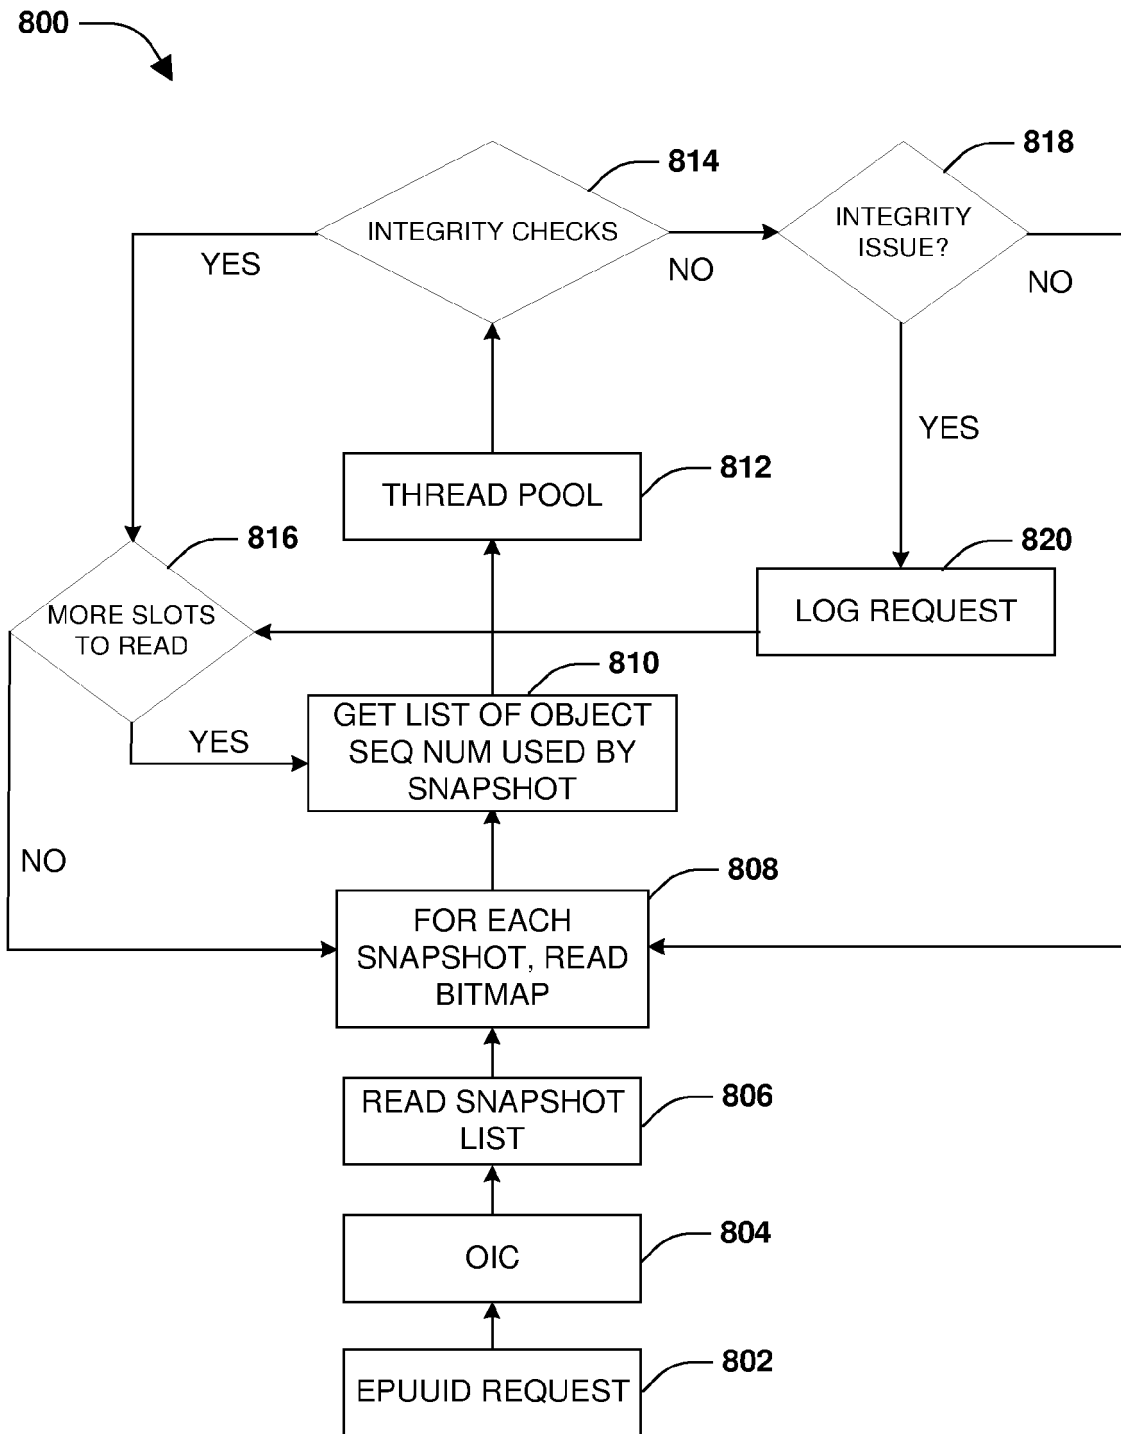 800
814
818
INTEGRITY CHECKS
INTEGRITY
ISSUE?
YES
NO
NO
YES
THREAD POOL
812
816
820
MORE SLOTS
TO READ
LOG REQUEST
810
GET LIST OF OBJECT
SEQ NUM USED BY
SNAPSHOT
YES
NO
808
FOR EACH
SNAPSHOT, READ
BITMAP
READ SNAPSHOT
LIST
806
OIC
804
EPUUID REQUEST
802